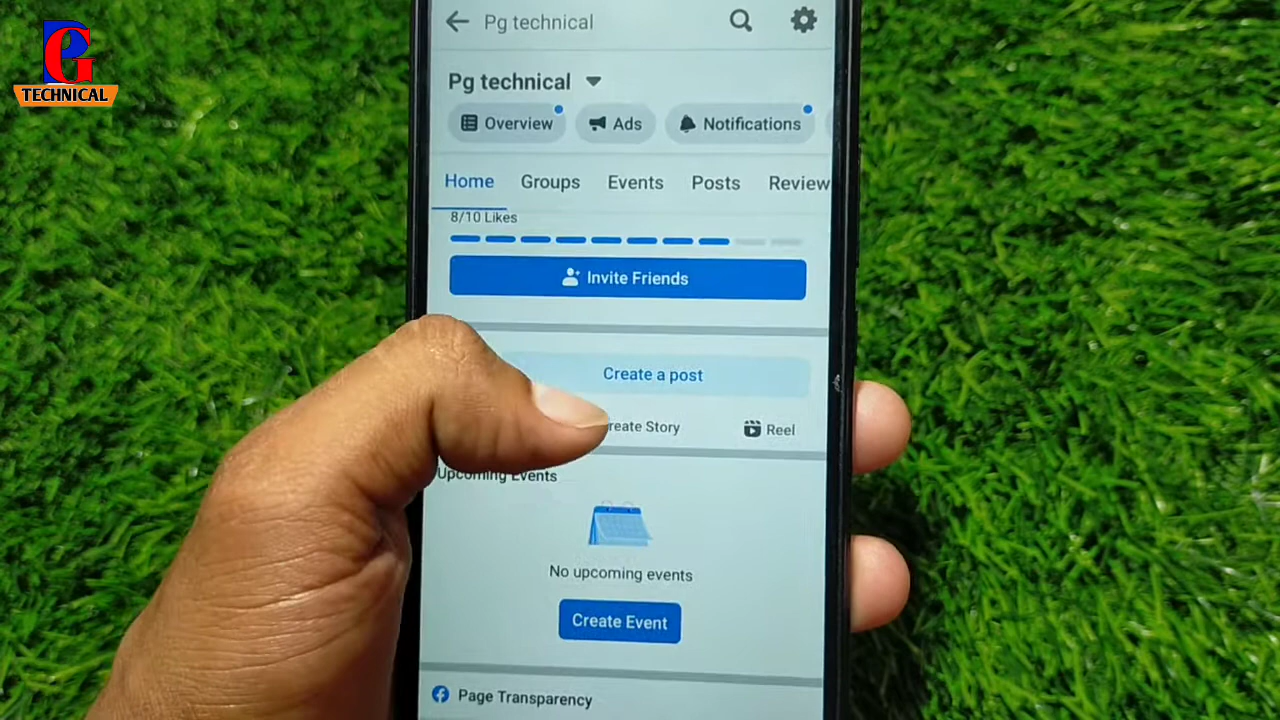 PG
TECHNICAL
Pg technical
Pg technical
Overview Ads Notifications
Home Groups Events Posts Review
8/10 Likes
Invite Friends
Create a post
reate Story Reel
Upcoming Events
No upcoming events
Create Event
Page Transparency